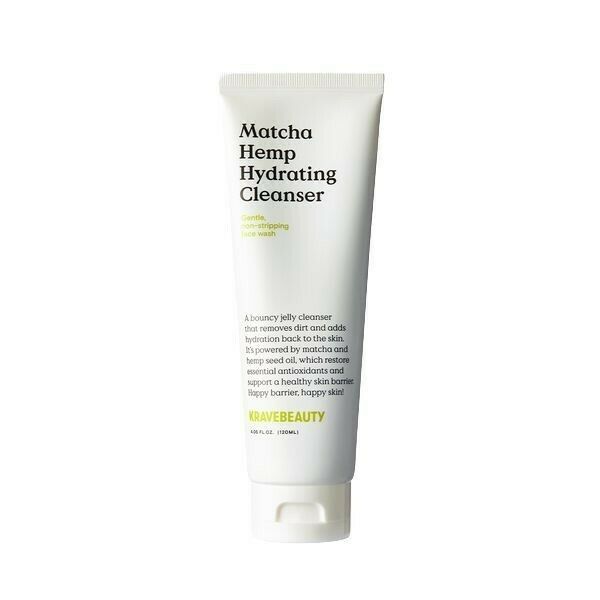 Matcha
Hemp
Hydrating
Cleanser
Gentle,
non-stripping
face wash
A bouncy jelly cleanser
that removes dirt and adds
hydration back to the skin.
It's powered by matcha and
hemp seed oil, which restore
essential antioxidants and
support a healthy skin barrier.
Happy barrier, happy skin!
KRAVEBEAUTY
4.05 FL OZ. (120ML)